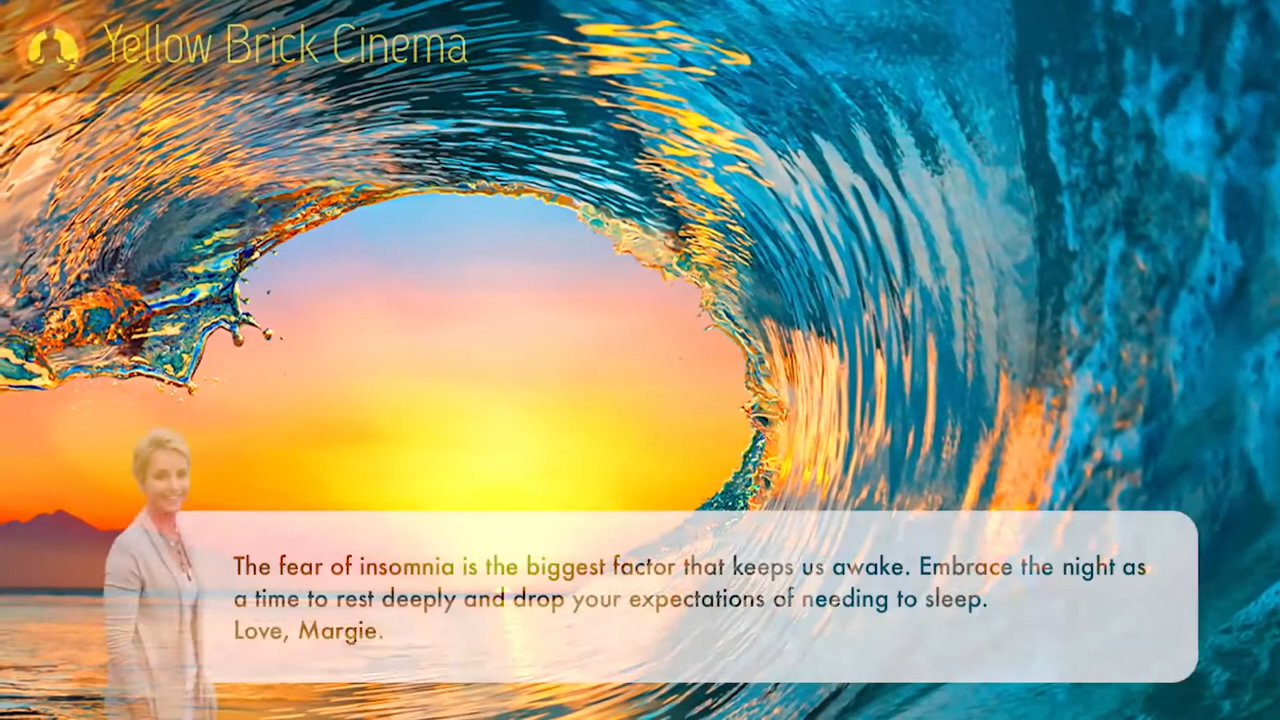 Yellow Brick Cinema
The fear of insomnia is the biggest factor that keeps us awake. Embrace the night as
a time to rest deeply and drop your expectations of needing to sleep.
Love, Margie.